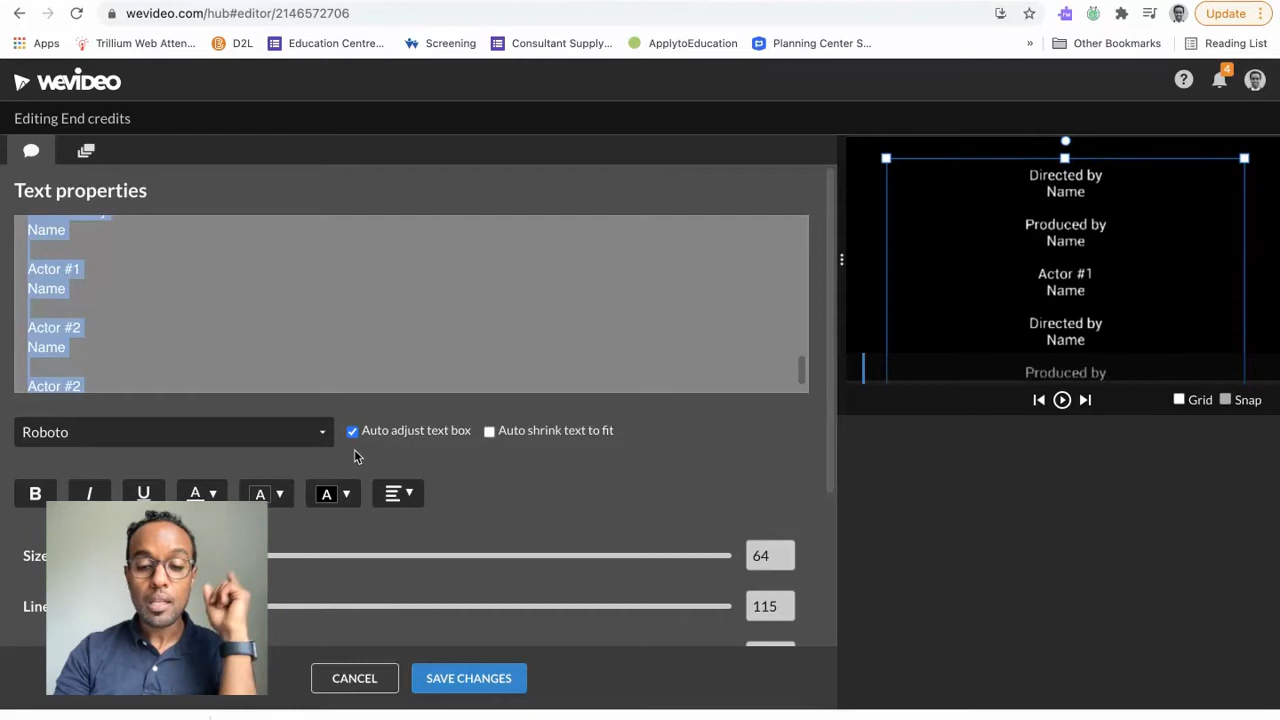 wevideo.com/hub#editor/2146572706
Update
Apps
Trillium Web Atten...
D2L
Education Centre...
Screening
Consultant Supply...
ApplytoEducation
Planning Center S...
»
Other Bookmarks
Reading List
WEVIDEO
4
Editing End credits
Text properties
Name
Actor #1
Name
Actor #2
Name
Actor #2
Roboto
Auto adjust text box
Auto shrink text to fit
B
I
U
A
A
A
Size
64
Line
115
CANCEL
SAVE CHANGES
Directed by
Name
Produced by
Name
Actor #1
Name
Directed by
Name
Produced by
Grid
Snap